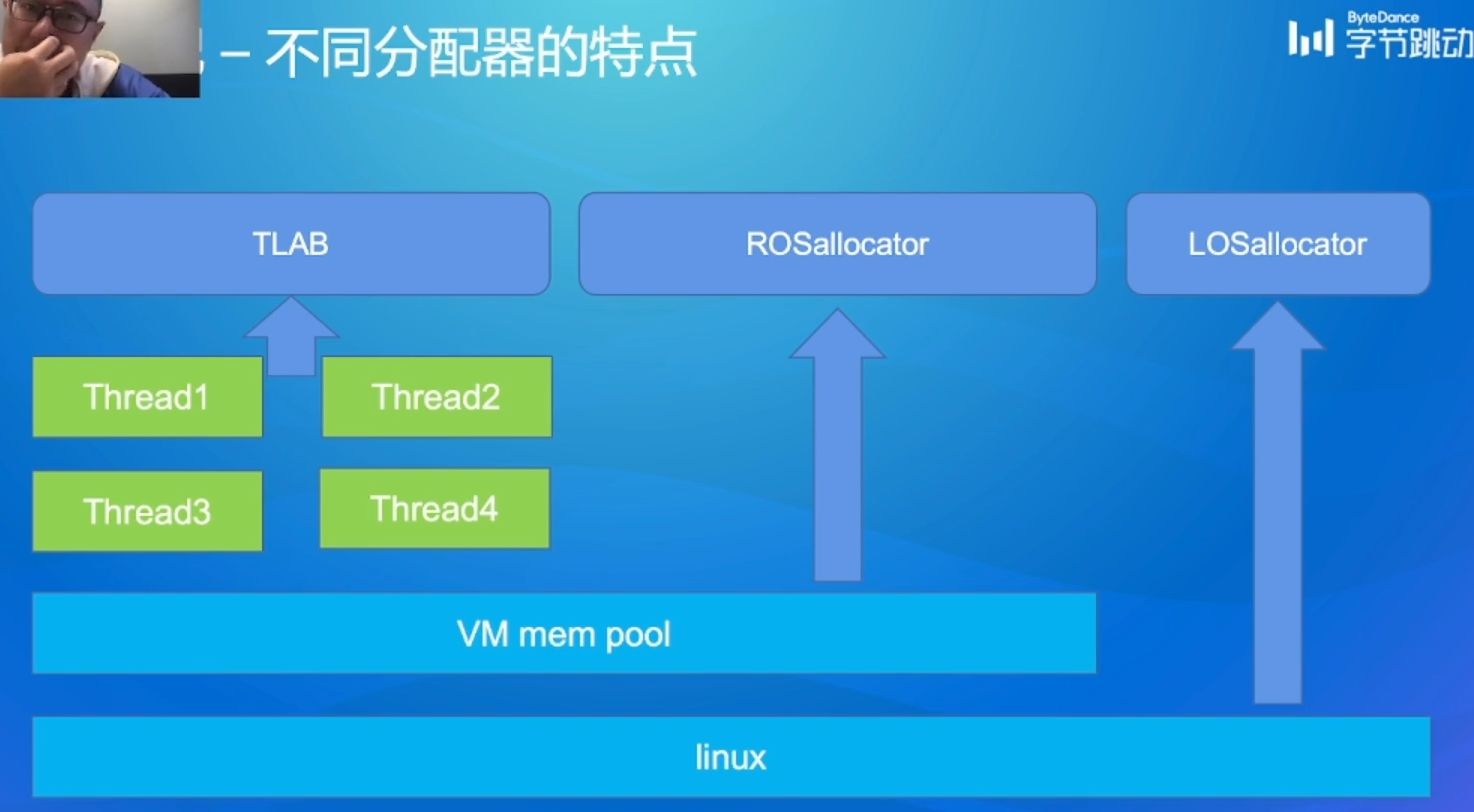 – 不同分配器的特点
ByteDance
字节跳动
TLAB
ROSallocator
LOSallocator
Thread1
Thread2
Thread3
Thread4
VM mem pool
linux